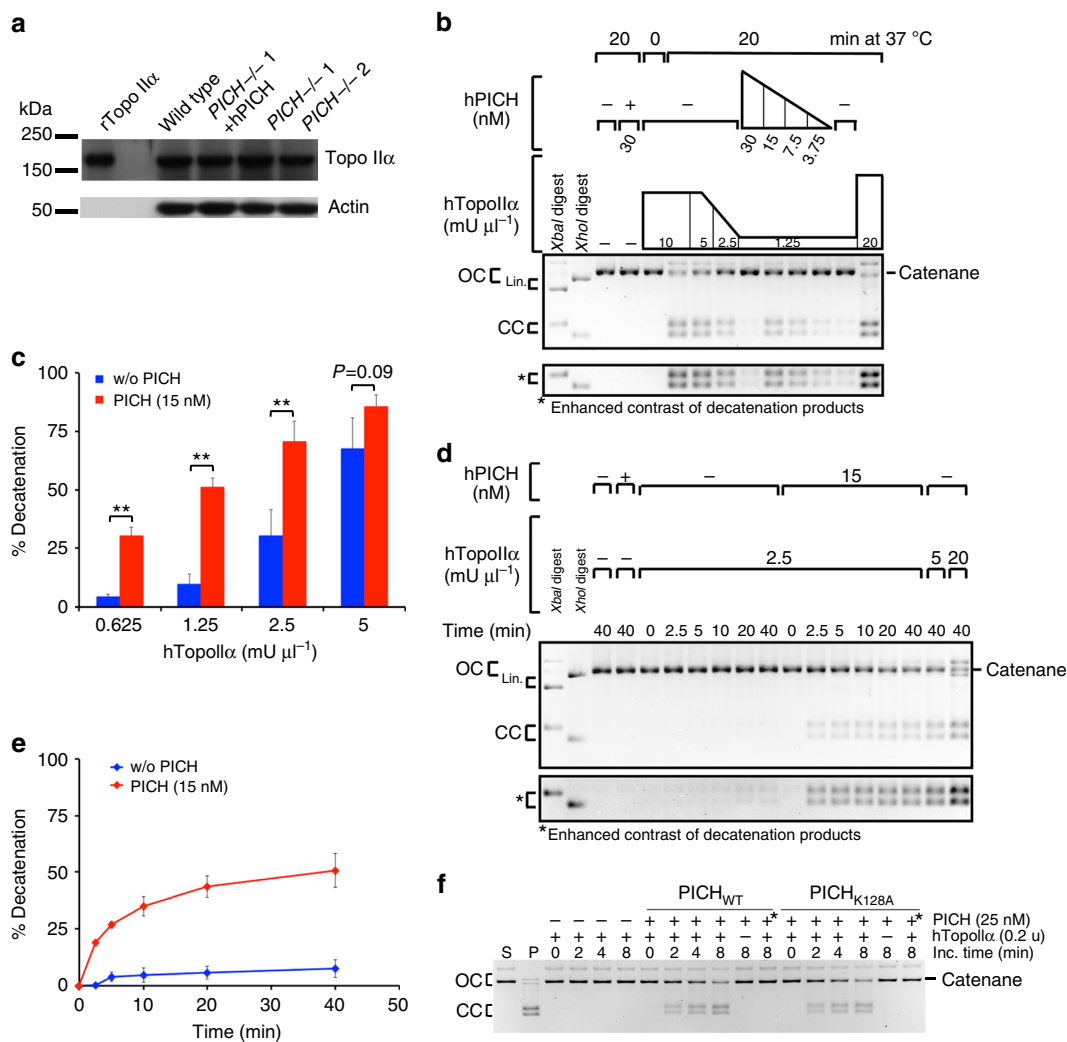 a
kDa
rTopo IIα
Wild type
PICH−/− 1
+hPICH
PICH−/− 1
PICH−/− 2
250
150
50
Topo IIα
Actin
b
20 0 20 min at 37 °C
hPICH
(nM)
− + − −
30 30 15 7.5 3.75
hTopoIIα
(mU µl−1)
XbaI digest
XhoI digest
− − 10 5 2.5 1.25 20
OC
Lin.
Catenane
CC
*
* Enhanced contrast of decatenation products
c
100
75
50
25
0
% Decatenation
w/o PICH
PICH (15 nM)
** ** ** P=0.09
0.625 1.25 2.5 5
hTopoIIα (mU µl−1)
d
hPICH
(nM)
− + − 15 −
hTopoIIα
(mU µl−1)
XbaI digest
XhoI digest
− − 2.5 5 20
Time (min) 40 40 0 2.5 5 10 20 40 0 2.5 5 10 20 40 40 40
OC
Lin.
Catenane
CC
*
*Enhanced contrast of decatenation products
e
100
75
50
25
0
% Decatenation
w/o PICH
PICH (15 nM)
0 10 20 30 40 50
Time (min)
f
PICHWT PICHK128A
− − − − + + + + + +* + + + + + +* PICH (25 nM)
+ + + + + + + + − + + + + + − + hTopoIIα (0.2 u)
S P 0 2 4 8 0 2 4 8 8 8 0 2 4 8 8 8 Inc. time (min)
OC
Catenane
CC